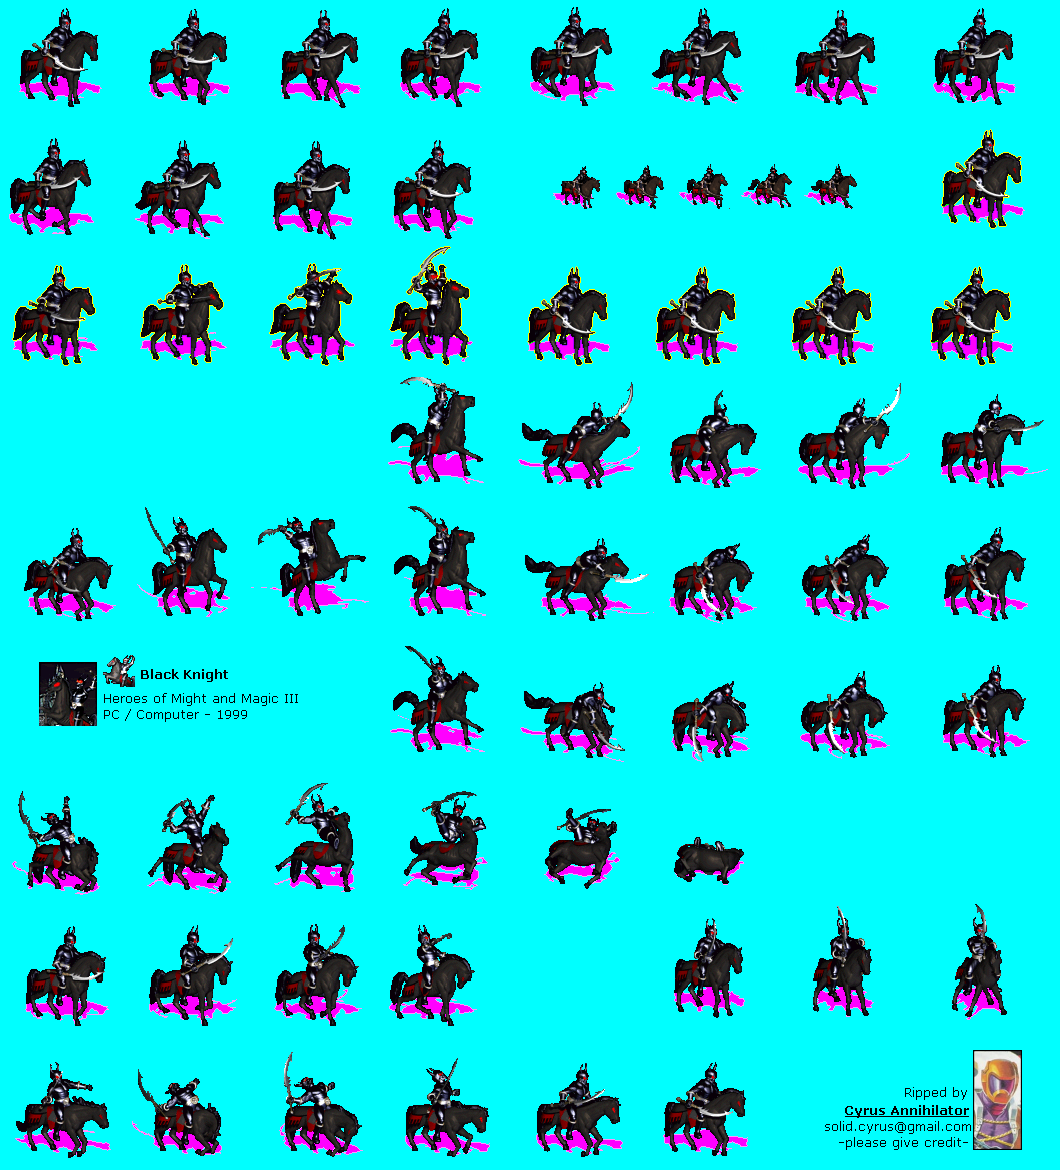 Black Knight
Heroes of Might and Magic III
PC / Computer - 1999
Ripped by
Cyrus Annihilator
solid.cyrus@gmail.com
-please give credit-